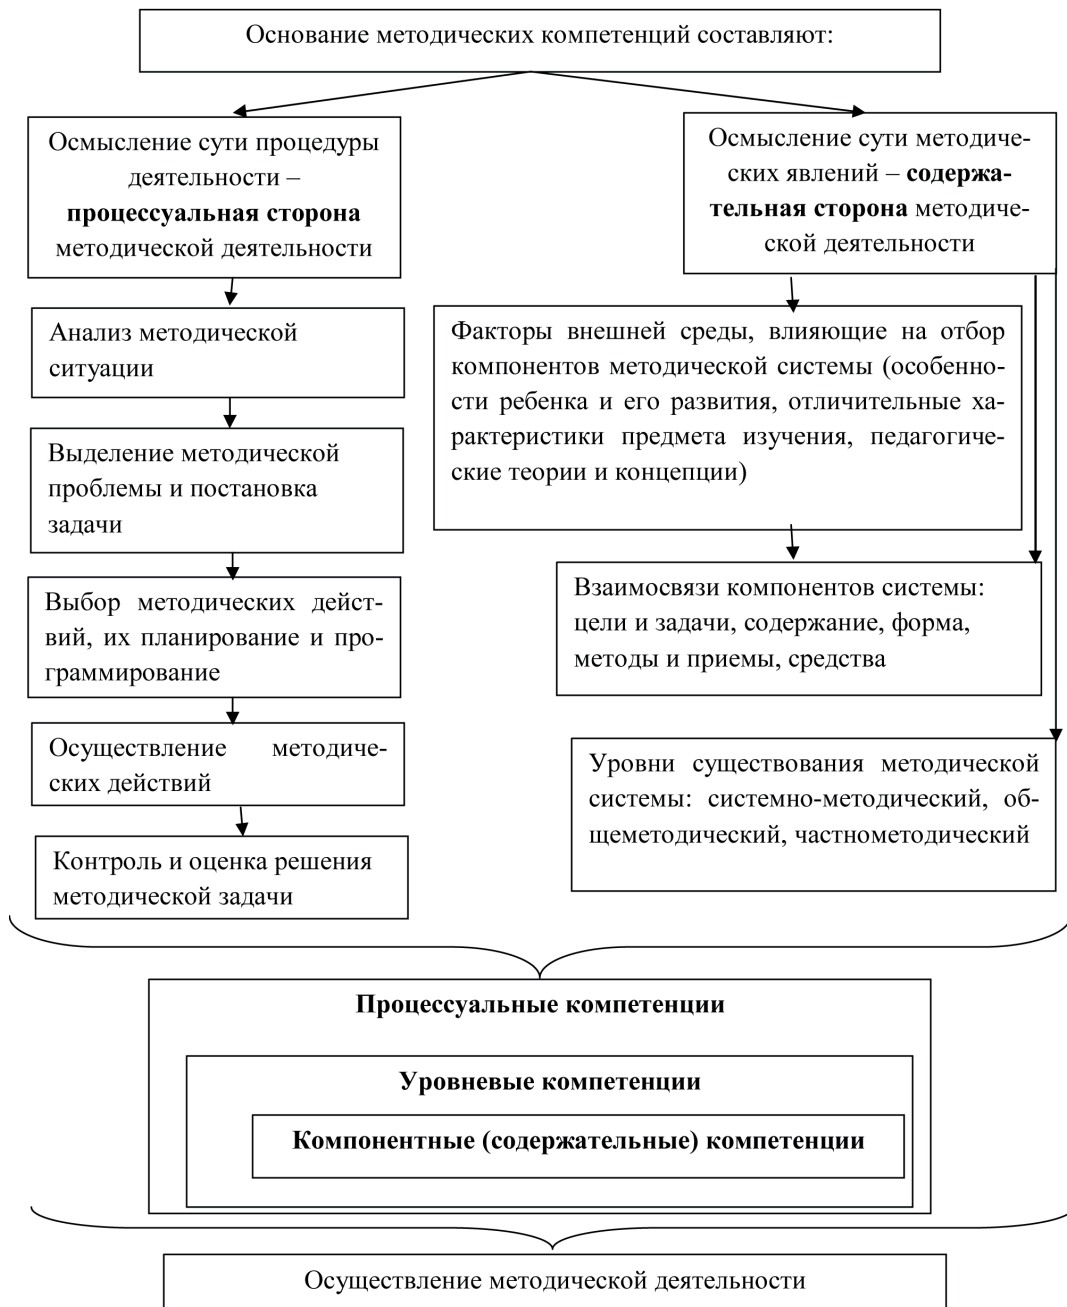 Основание методических компетенций составляют:
Осмысление сути процедуры
деятельности –
процессуальная сторона
методической деятельности
Анализ методической
ситуации
Выделение методической
проблемы и постановка
задачи
Выбор методических дейст-
вий, их планирование и про-
граммирование
Осуществление методиче-
ских действий
Контроль и оценка решения
методической задачи
Осмысление сути методиче-
ских явлений – содержа-
тельная сторона методиче-
ской деятельности
Факторы внешней среды, влияющие на отбор
компонентов методической системы (особенно-
сти ребенка и его развития, отличительные ха-
рактеристики предмета изучения, педагогиче-
ские теории и концепции)
Взаимосвязи компонентов системы:
цели и задачи, содержание, форма,
методы и приемы, средства
Уровни существования методической
системы: системно-методический, об-
щеметодический, частнометодический
Процессуальные компетенции
Уровневые компетенции
Компонентные (содержательные) компетенции
Осуществление методической деятельности